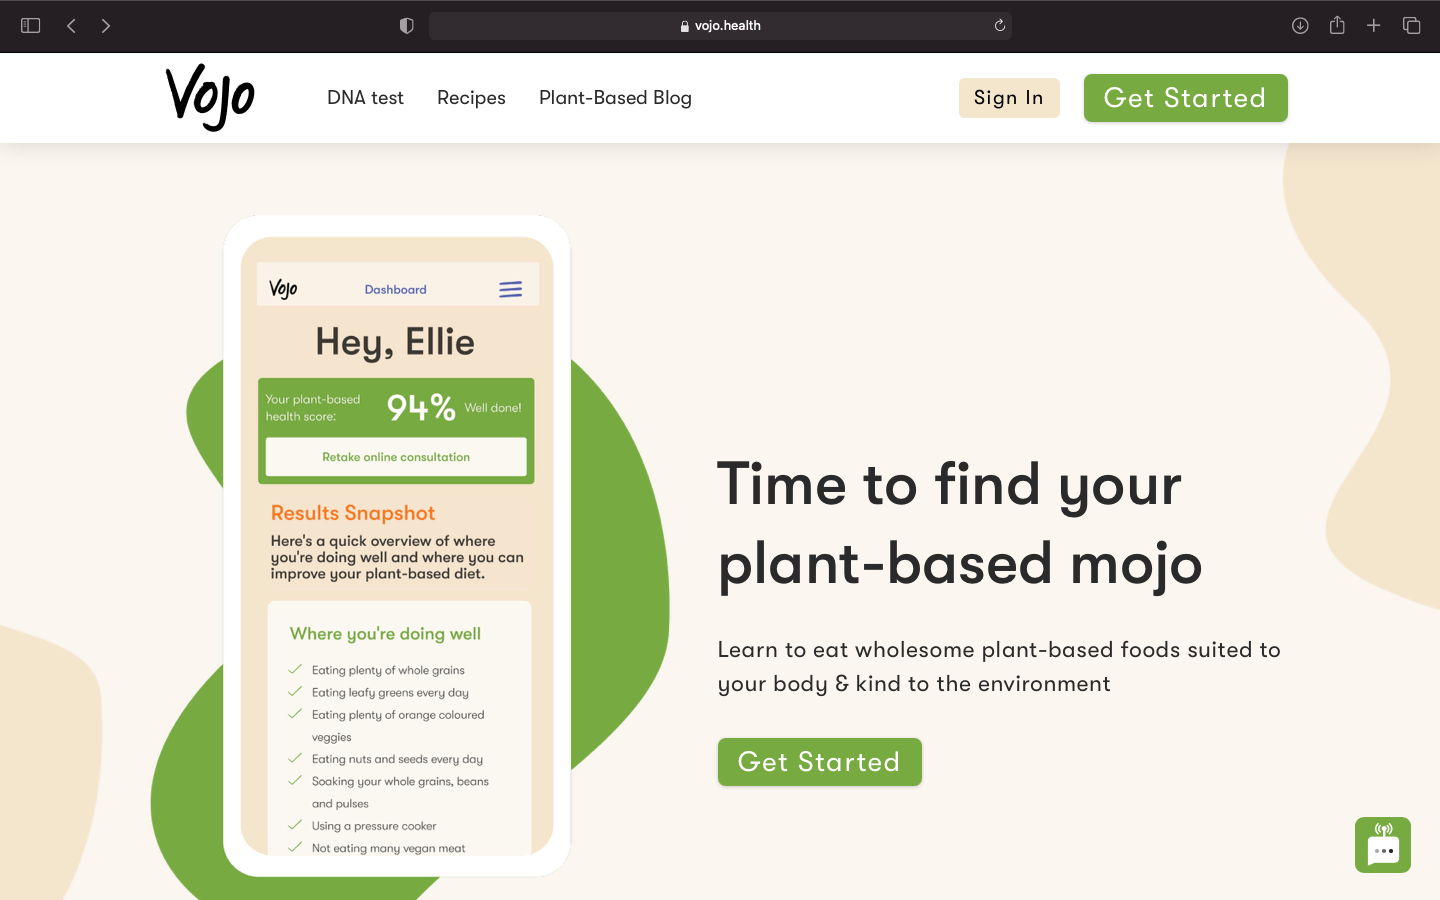 vojo.health
Vojo
DNA test
Recipes
Plant-Based Blog
Sign In
Get Started
Vojo
Dashboard
Hey, Ellie
Your plant-based
health score:
94%
Well done!
Retake online consultation
Results Snapshot
Here's a quick overview of where
you're doing well and where you can
improve your plant-based diet.
Where you're doing well
Eating plenty of whole grains
Eating leafy greens every day
Eating plenty of orange coloured
veggies
Eating nuts and seeds every day
Soaking your whole grains, beans
and pulses
Using a pressure cooker
Not eating many vegan meat
Time to find your
plant-based mojo
Learn to eat wholesome plant-based foods suited to
your body & kind to the environment
Get Started